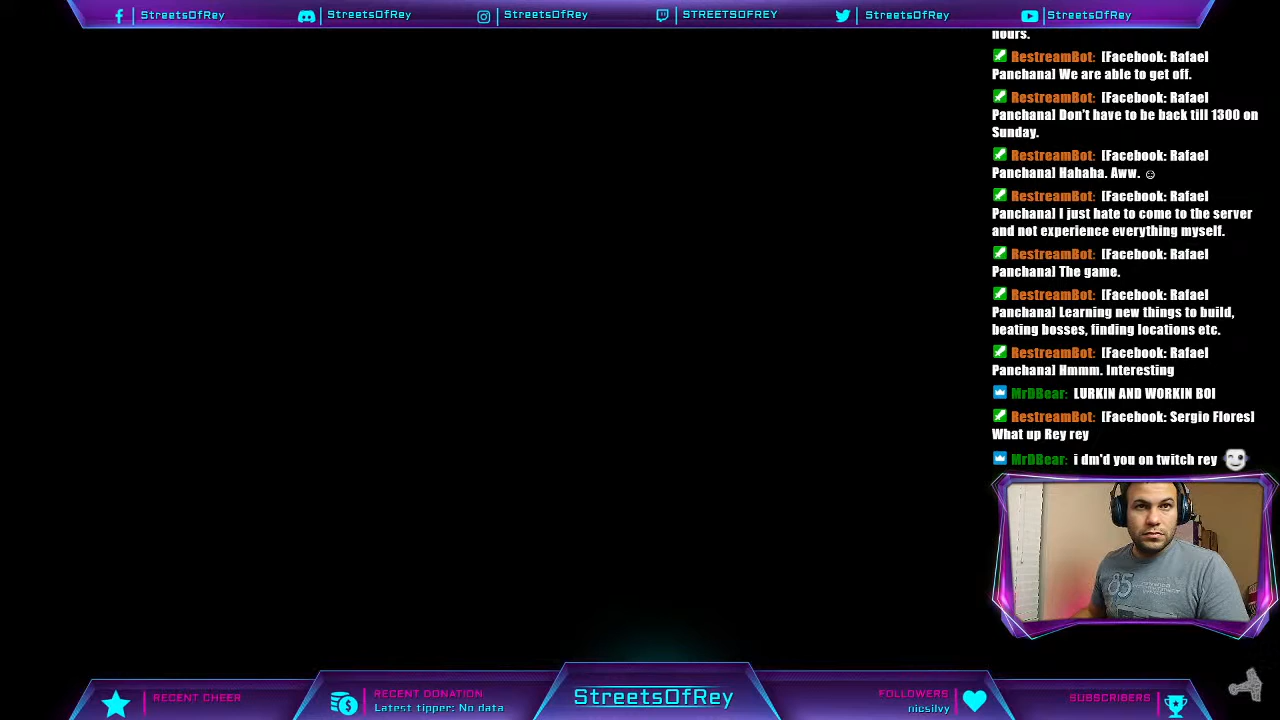 StreetsOfRey
StreetsOfRey
StreetsOfRey
STREETSOFREY
StreetsOfRey
StreetsOfRey
hours.
RestreamBot: [Facebook: Rafael
Panchana] We are able to get off.
RestreamBot: [Facebook: Rafael
Panchana] Don't have to be back till 1300 on
Sunday.
RestreamBot: [Facebook: Rafael
Panchana] Hahaha. Aww. ☺
RestreamBot: [Facebook: Rafael
Panchana] I just hate to come to the server
and not experience everything myself.
RestreamBot: [Facebook: Rafael
Panchana] The game.
RestreamBot: [Facebook: Rafael
Panchana] Learning new things to build,
beating bosses, finding locations etc.
RestreamBot: [Facebook: Rafael
Panchana] Hmmm. Interesting
MrDBear: LURKIN AND WORKIN BOI
RestreamBot: [Facebook: Sergio Flores]
What up Rey rey
MrDBear: i dm'd you on twitch rey
85
RECENT CHEER
RECENT DONATION
Latest tipper: No data
StreetsOfRey
FOLLOWERS
nicsilvy
SUBSCRIBERS